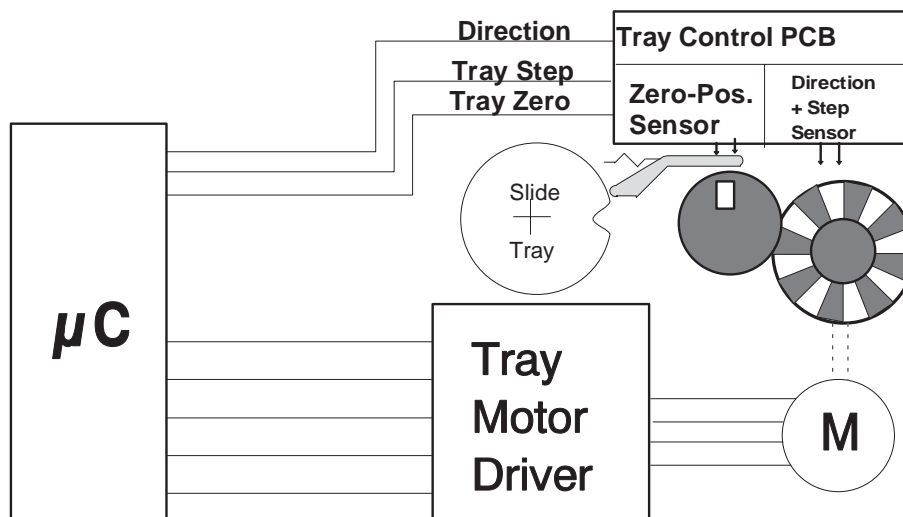 Direction
Tray Step
Tray Zero
Tray Control PCB
Zero-Pos.
Sensor
Direction
+ Step
Sensor
Slide
Tray
µC
Tray
Motor
Driver
M